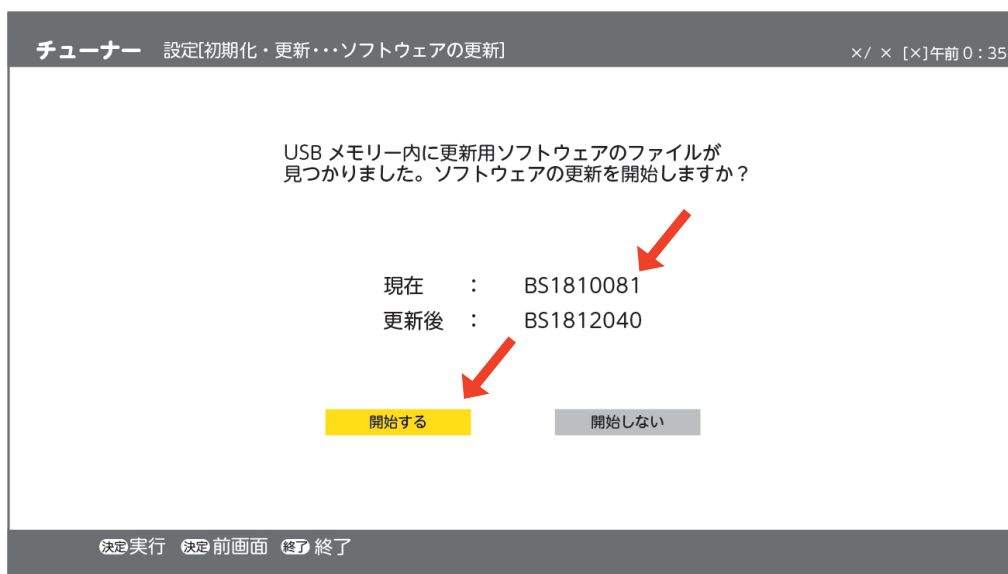 チューナー 設定[初期化・更新･･･ソフトウェアの更新] ×/ × [×]午前 0：35
USB メモリー内に更新用ソフトウェアのファイルが
見つかりました。ソフトウェアの更新を開始しますか？
現在 ： BS1810081
更新後 ： BS1812040
開始する 開始しない
決定 実行 決定 前画面 終了 終了